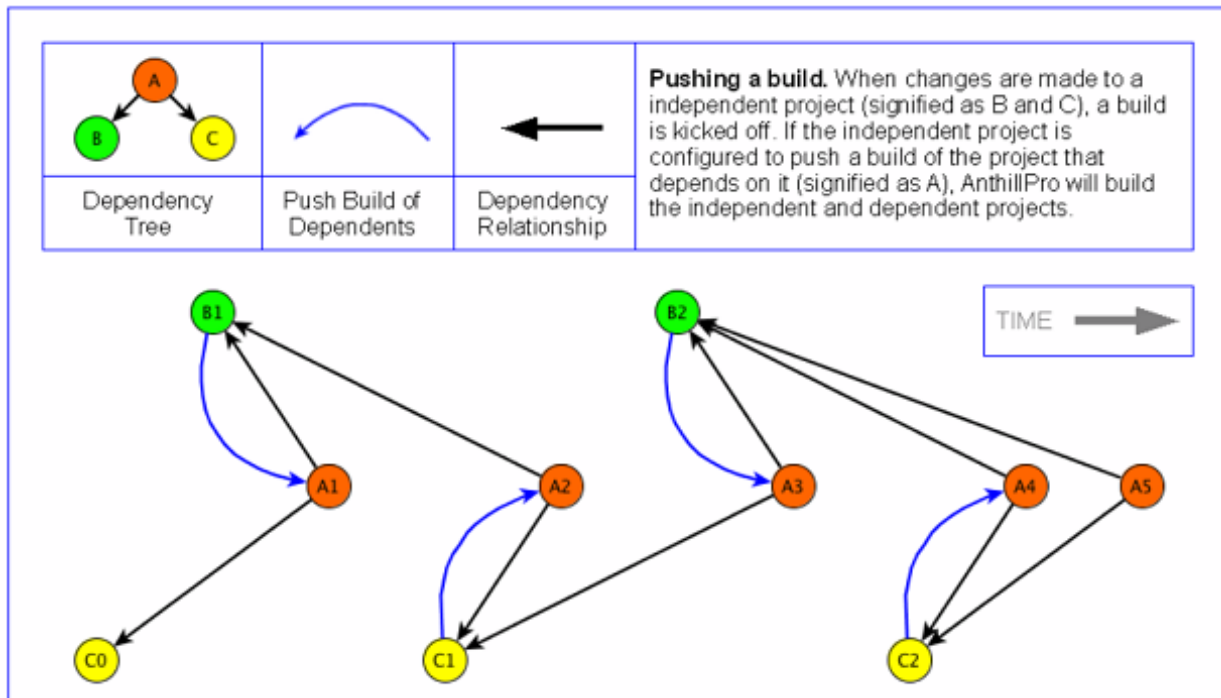 A
B
C
Dependency
Tree
Push Build of
Dependents
Dependency
Relationship
Pushing a build. When changes are made to a
independent project (signified as B and C), a build
is kicked off. If the independent project is
configured to push a build of the project that
depends on it (signified as A), AnthillPro will build
the independent and dependent projects.
B1
B2
TIME
A1
A2
A3
A4
A5
C0
C1
C2